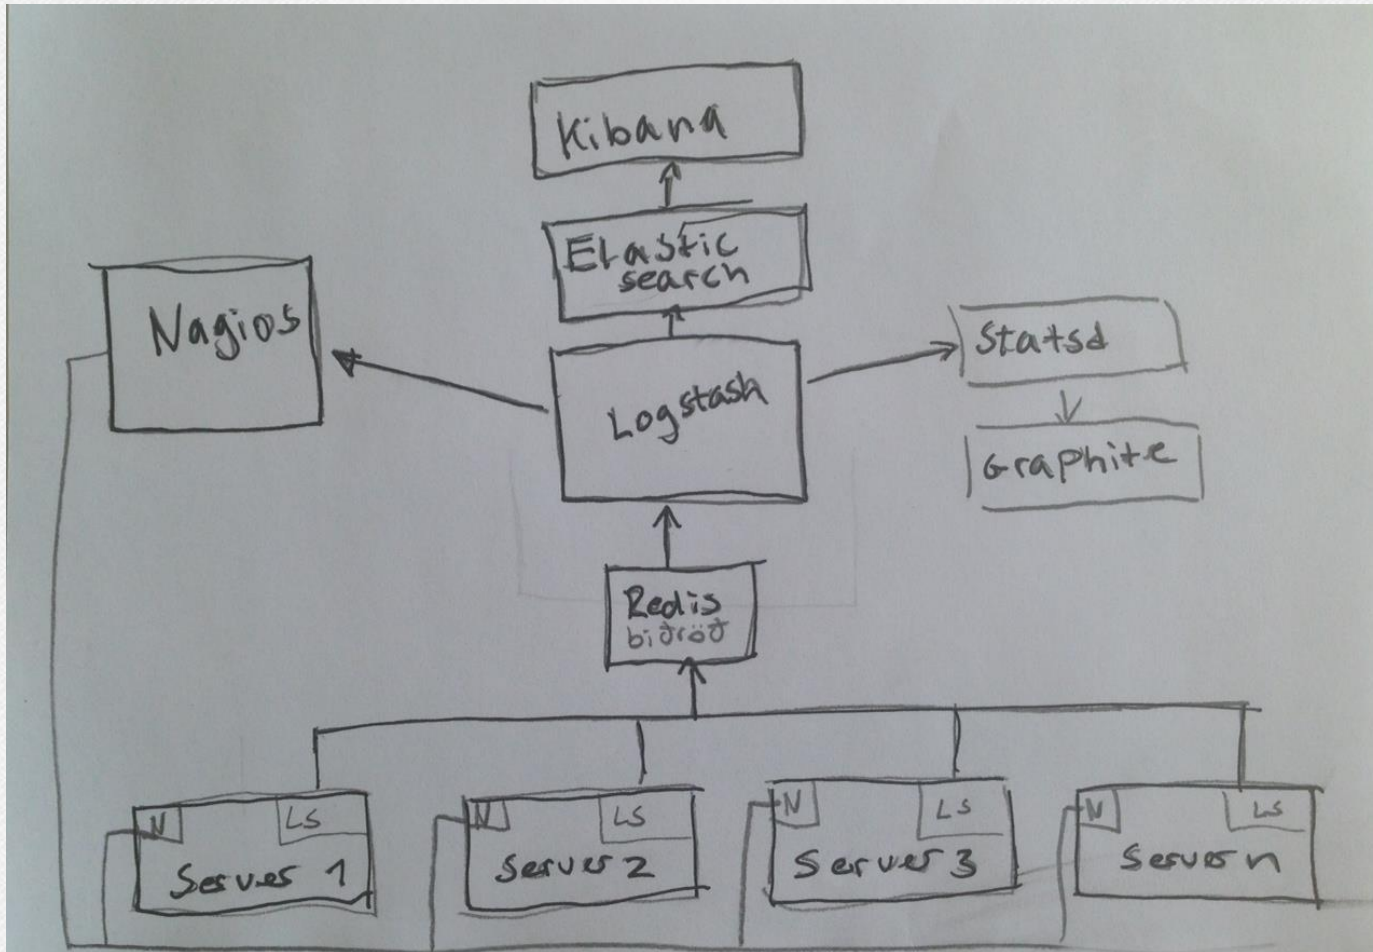 Kibana
Elastic
search
Nagios
Statsd
Logstash
Graphite
Redis
biðröð
N
LS
Server 1
N
LS
Server 2
N
LS
Server 3
N
LS
Server n